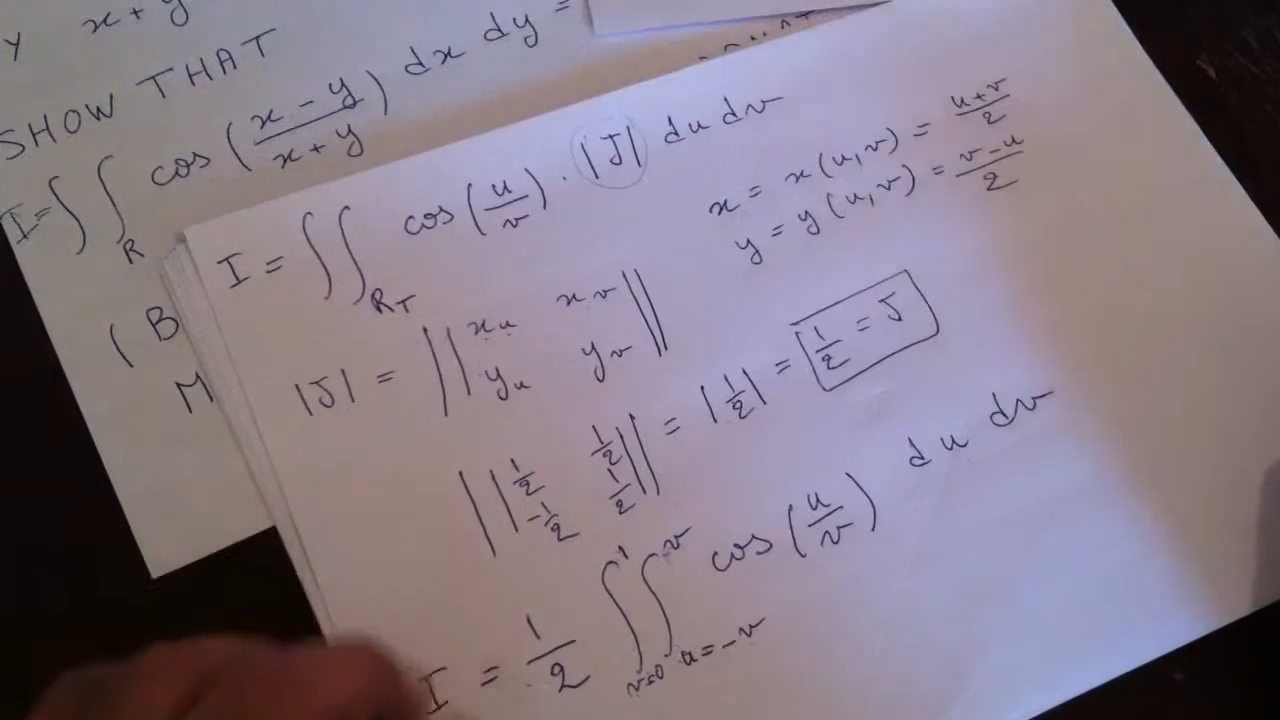 y x + y
SHOW THAT
I = ∫∫_R cos (x - y / x + y) dx dy =
( B
M
I = ∫∫_{R_T} cos (u/v) · |J| du dv
x = x(u, v) = u+v/2
y = y(u, v) = v-u/2
|J| = || x_u x_v
y_u y_v ||
|| 1/2 1/2
-1/2 1/2 || = |1/2| = 1/2 = J
I = 1/2 ∫_{v=0}^{1} ∫_{u=-v}^{v} cos (u/v) du dv